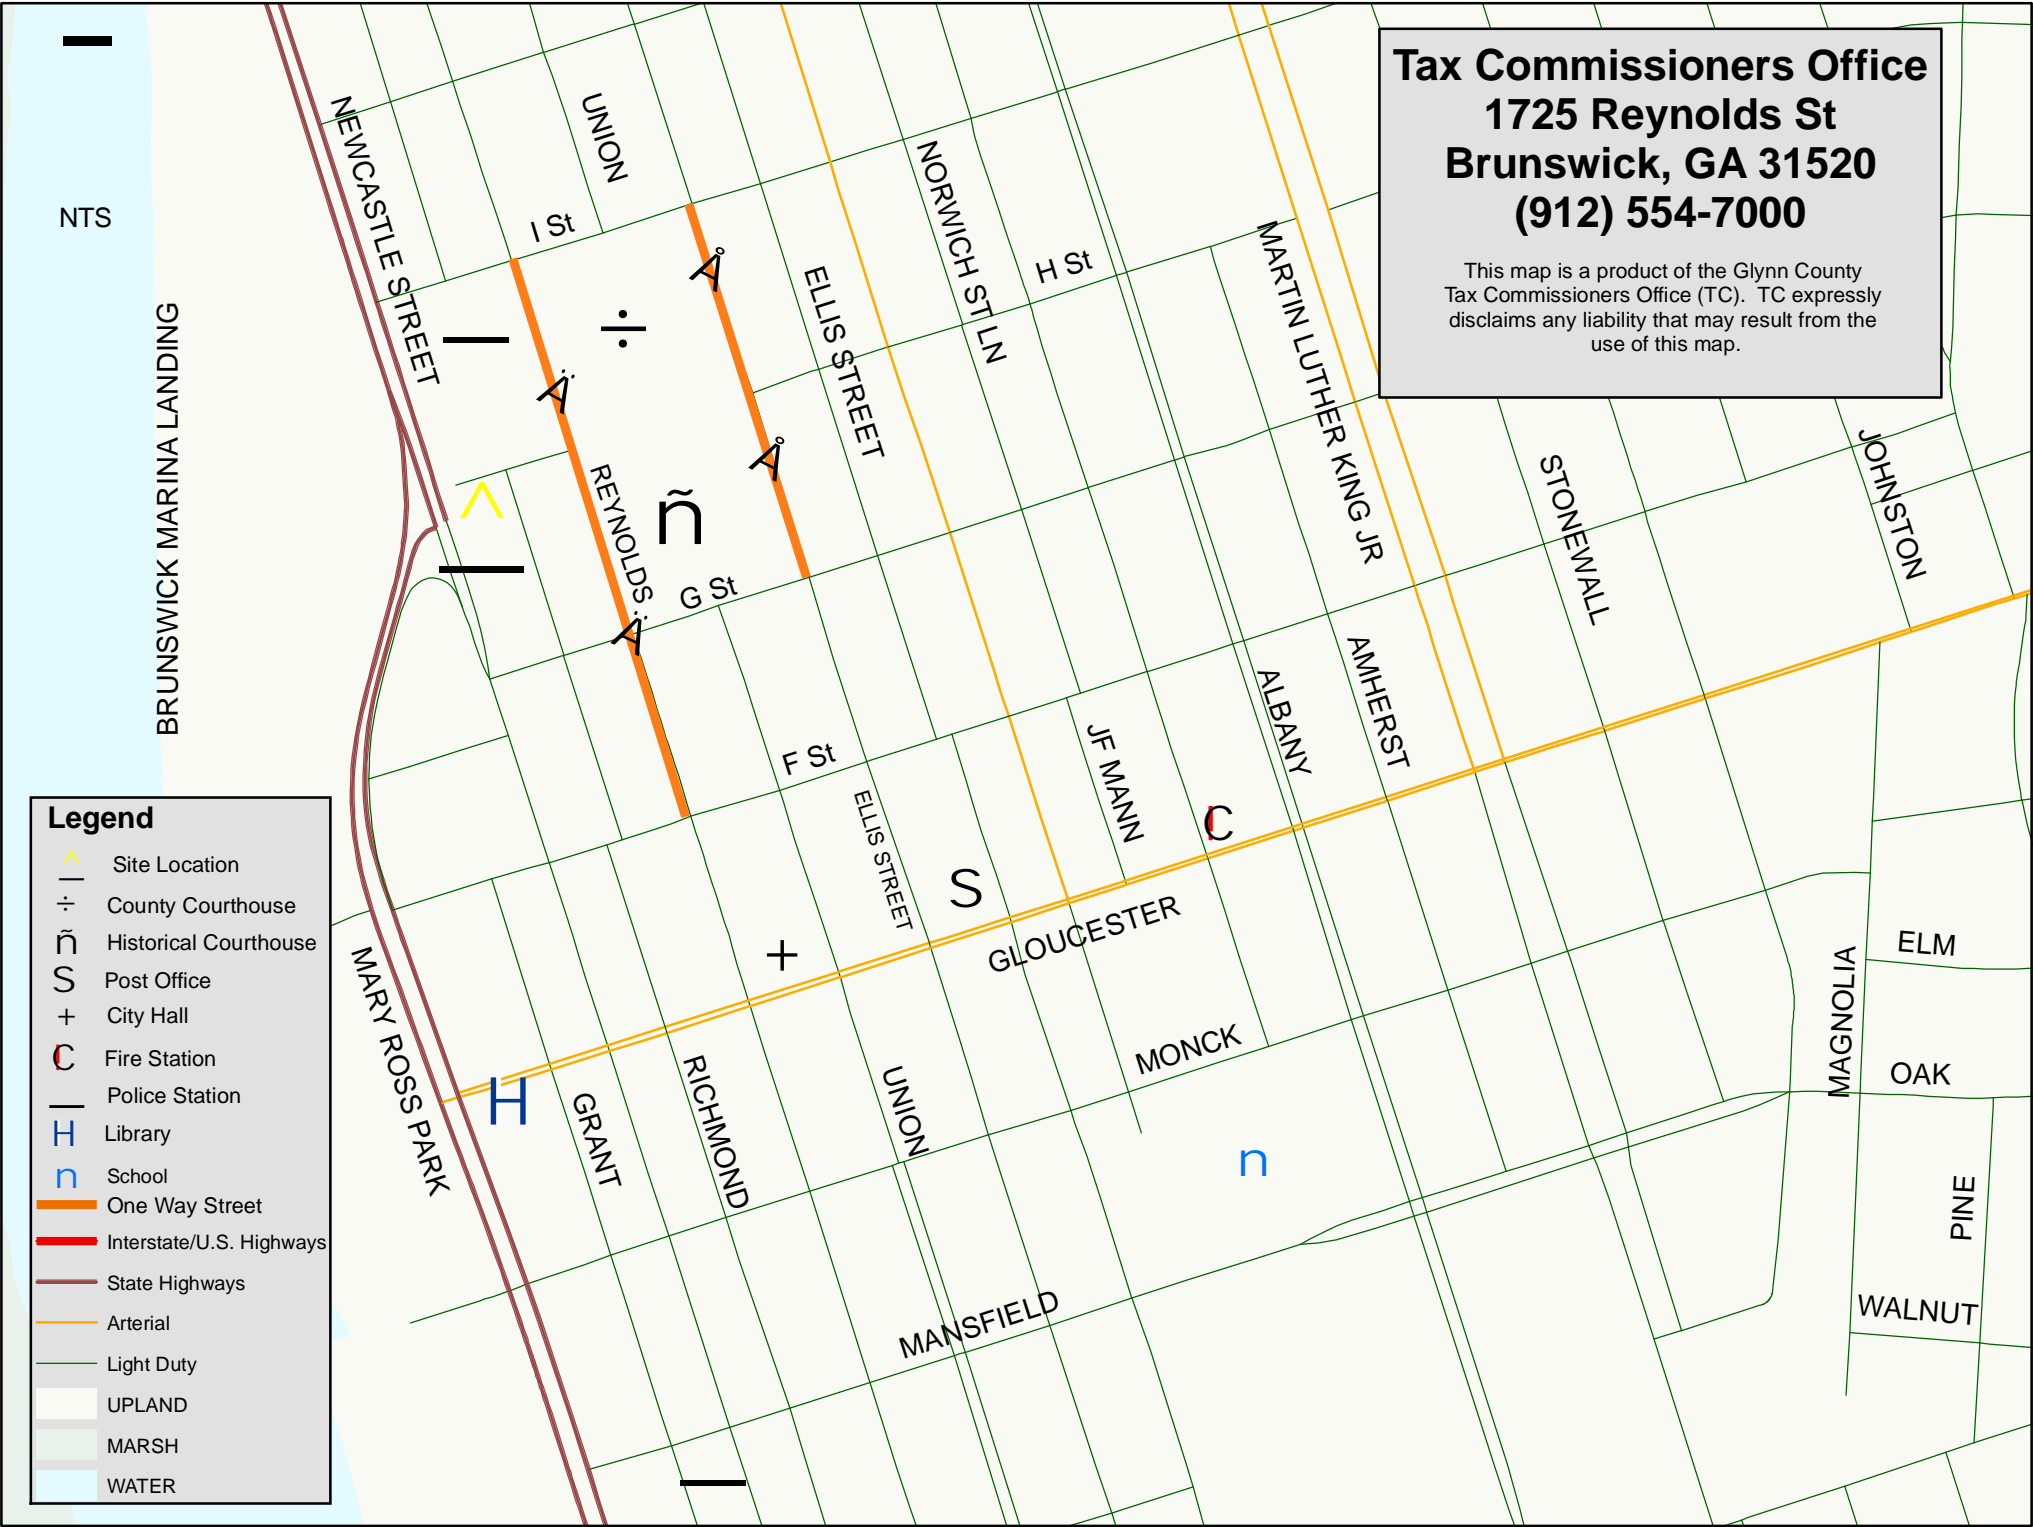 Tax Commissioners Office
1725 Reynolds St
Brunswick, GA 31520
(912) 554-7000
This map is a product of the Glynn County
Tax Commissioners Office (TC).  TC expressly
disclaims any liability that may result from the
use of this map.
NTS
BRUNSWICK MARINA LANDING
NEWCASTLE STREET
UNION
I St
ELLIS STREET
NORWICH ST LN
H St
MARTIN LUTHER KING JR
STONEWALL
JOHNSTON
÷
Å
Å
Ä
^
REYNOLDS
ñ
G St
Ä
F St
ELLIS STREET
S
JF MANN
C
ALBANY
AMHERST
+
GLOUCESTER
MARY ROSS PARK
H
GRANT
RICHMOND
UNION
MONCK
n
MANSFIELD
MAGNOLIA
ELM
OAK
PINE
WALNUT
Legend
^ Site Location
÷ County Courthouse
ñ Historical Courthouse
S Post Office
+ City Hall
C Fire Station
Police Station
H Library
n School
One Way Street
Interstate/U.S. Highways
State Highways
Arterial
Light Duty
UPLAND
MARSH
WATER